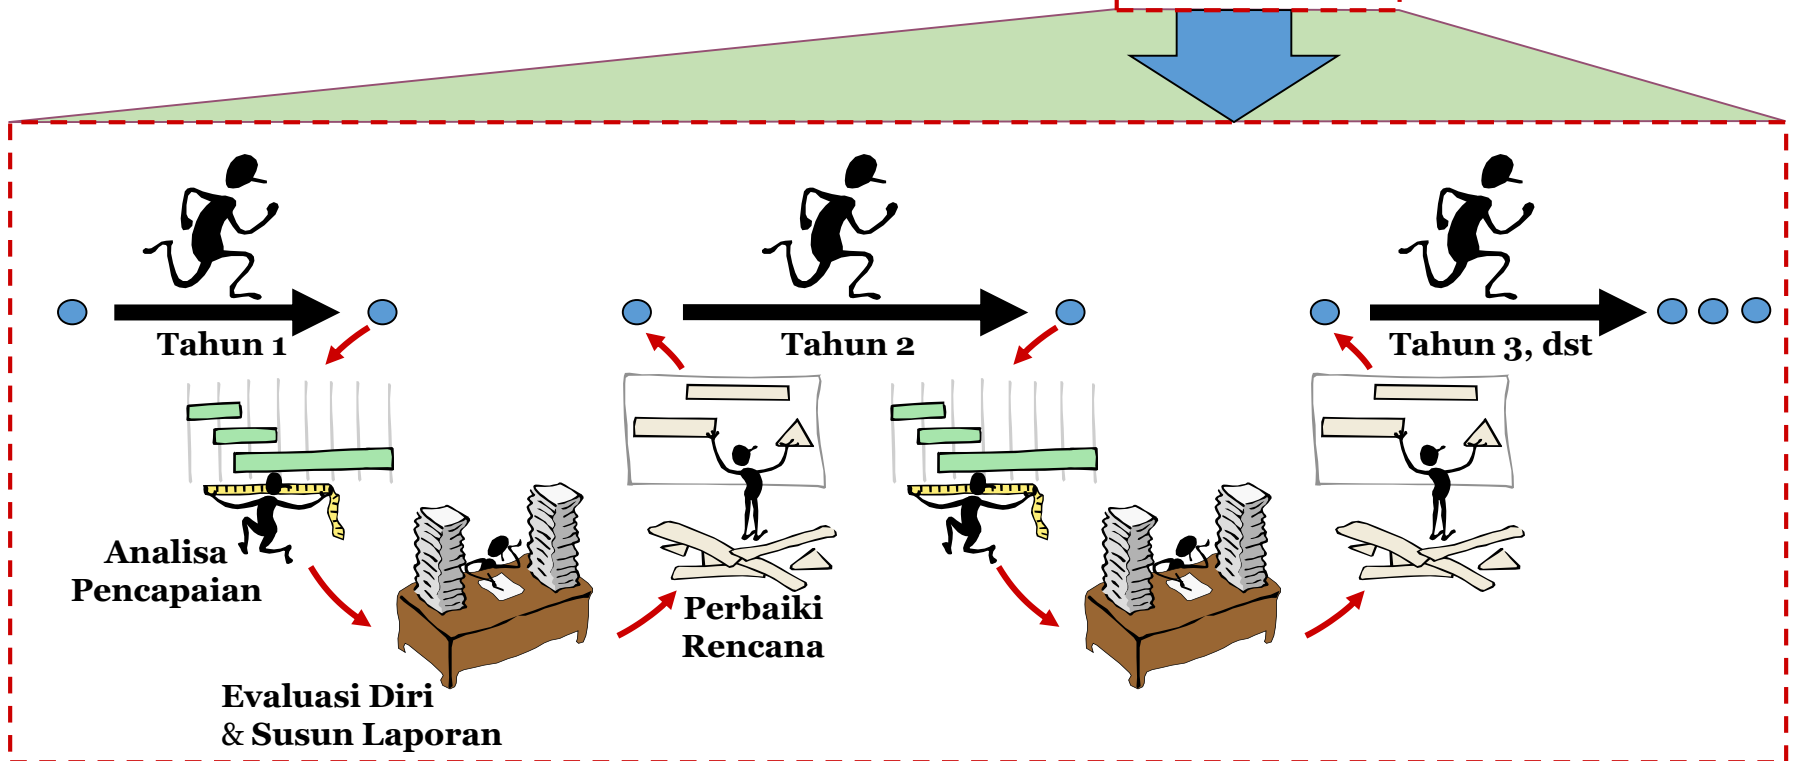 Tahun 1
Tahun 2
Tahun 3, dst
Analisa
Pencapaian
Perbaiki
Rencana
Evaluasi Diri
& Susun Laporan